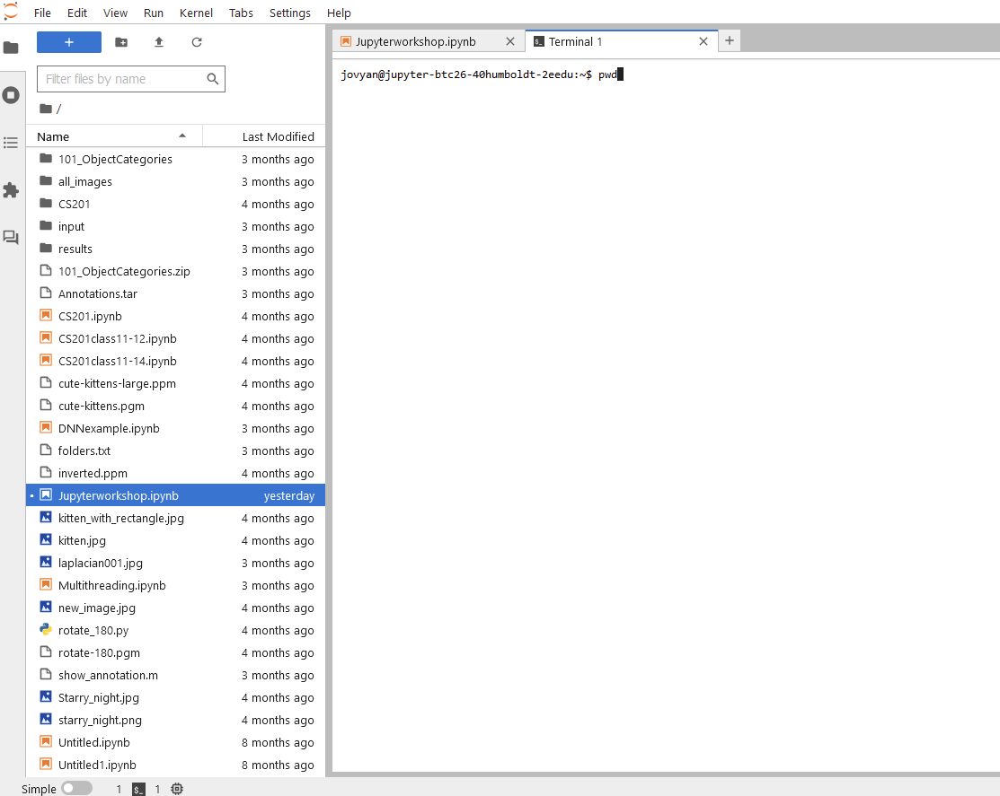 File Edit View Run Kernel Tabs Settings Help
Filter files by name
/
Name Last Modified
101_ObjectCategories 3 months ago
all_images 3 months ago
CS201 4 months ago
input 3 months ago
results 3 months ago
101_ObjectCategories.zip 3 months ago
Annotations.tar 3 months ago
CS201.ipynb 4 months ago
CS201class11-12.ipynb 4 months ago
CS201class11-14.ipynb 4 months ago
cute-kittens-large.ppm 4 months ago
cute-kittens.pgm 4 months ago
DNNexample.ipynb 3 months ago
folders.txt 3 months ago
inverted.ppm 4 months ago
Jupyterworkshop.ipynb yesterday
kitten_with_rectangle.jpg 4 months ago
kitten.jpg 4 months ago
laplacian001.jpg 3 months ago
Multithreading.ipynb 3 months ago
new_image.jpg 4 months ago
rotate_180.py 4 months ago
rotate-180.pgm 4 months ago
show_annotation.m 3 months ago
Starry_night.jpg 4 months ago
starry_night.png 4 months ago
Untitled.ipynb 8 months ago
Untitled1.ipynb 8 months ago
Jupyterworkshop.ipynb Terminal 1
jovyan@jupyter-btc26-40humboldt-2eedu:~$ pwd
Simple 1 $_ 1